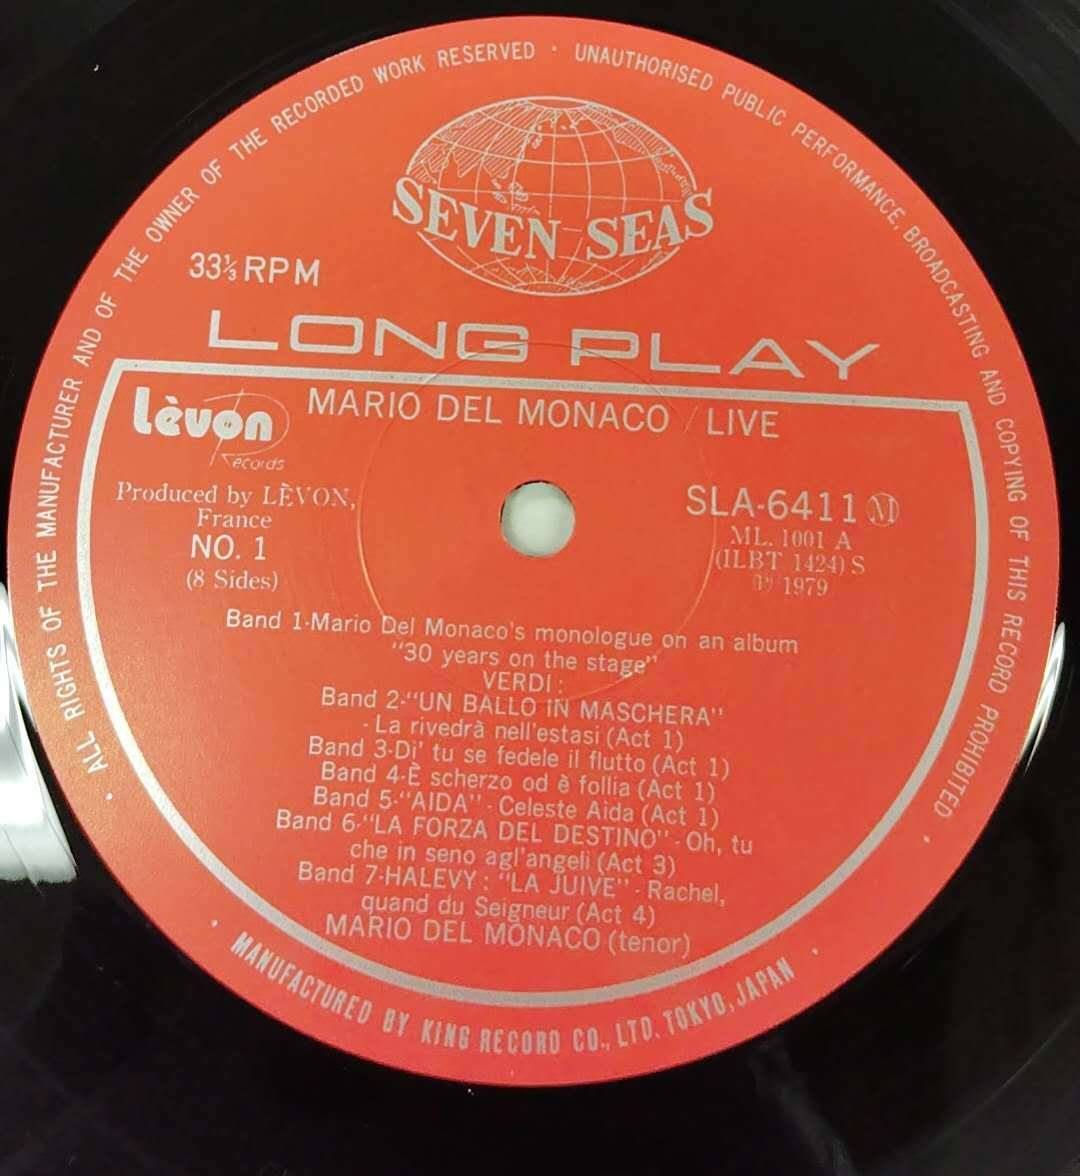 ALL RIGHTS OF THE MANUFACTURER AND OF THE OWNER OF THE RECORDED WORK RESERVED · UNAUTHORISED PUBLIC PERFORMANCE, BROADCASTING AND COPYING OF THIS RECORD PROHIBITED ·
SEVEN SEAS
33⅓ RPM
LONG PLAY
Lèvon
Records
MARIO DEL MONACO / LIVE
Produced by LÈVON,
France
NO. 1
(8 Sides)
SLA-6411 Ⓜ
ML. 1001 A
(ILBT 1424) S
1979
Band 1-Mario Del Monaco's monologue on an album
"30 years on the stage"
VERDI :
Band 2-"UN BALLO IN MASCHERA"
- La rivedrà nell'estasi (Act 1)
Band 3-Di' tu se fedele il flutto (Act 1)
Band 4-È scherzo od è follia (Act 1)
Band 5-"AIDA" - Celeste Aida (Act 1)
Band 6-"LA FORZA DEL DESTINO" - Oh, tu
che in seno agl'angeli (Act 3)
Band 7-HALEVY : "LA JUIVE" - Rachel,
quand du Seigneur (Act 4)
MARIO DEL MONACO (tenor)
· MANUFACTURED BY KING RECORD CO., LTD. TOKYO, JAPAN ·